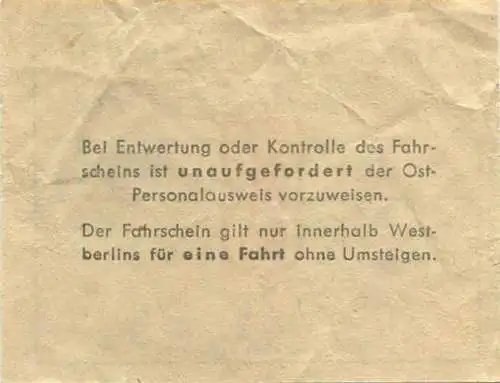 Bei Entwertung oder Kontrolle des Fahr-
scheins ist unaufgefordert der Ost-
Personalausweis vorzuweisen.
Der Fahrschein gilt nur innerhalb West-
berlins für eine Fahrt ohne Umsteigen.